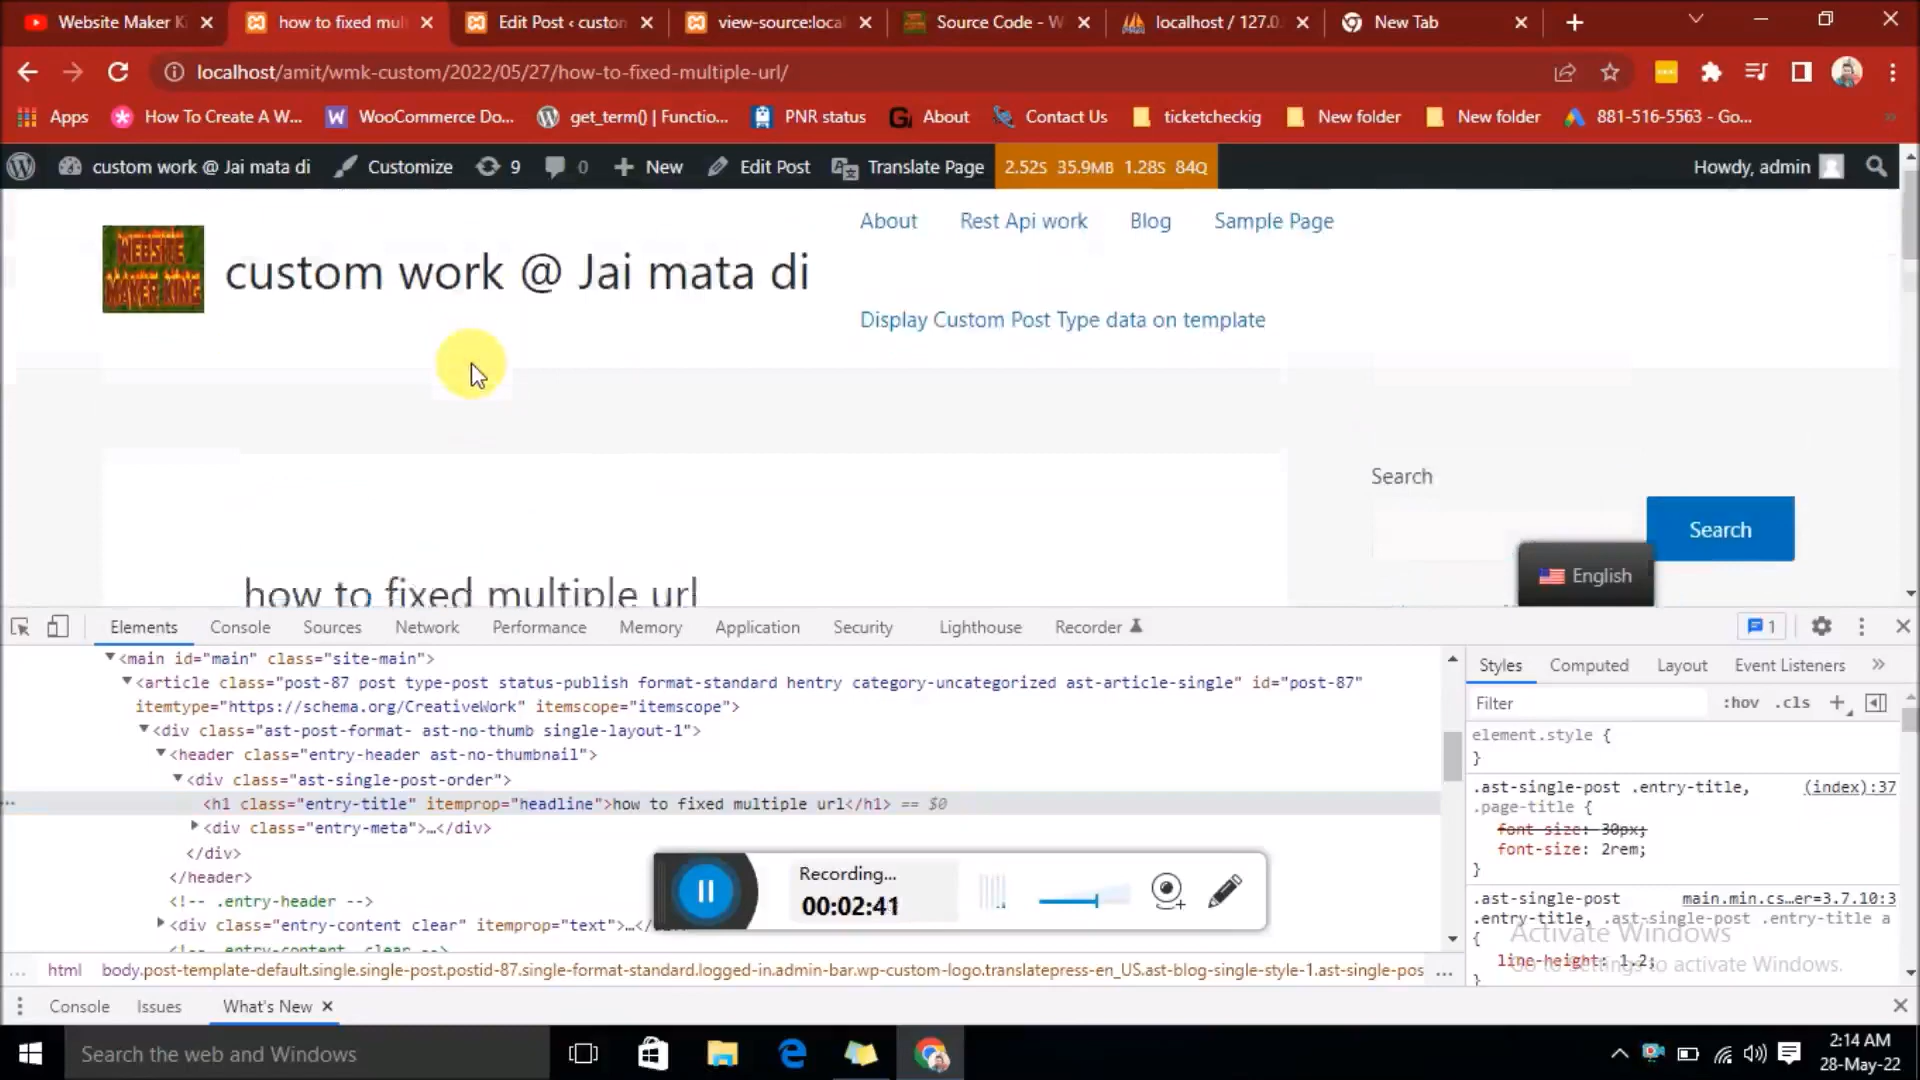 Website Maker Ki
how to fixed mul
Edit Post ‹ custom
view-source:local
Source Code - W
localhost / 127.0.
New Tab
localhost/amit/wmk-custom/2022/05/27/how-to-fixed-multiple-url/
Apps
How To Create A W...
WooCommerce Do...
get_term() | Functio...
PNR status
About
Contact Us
ticketcheckig
New folder
New folder
881-516-5563 - Go...
custom work @ Jai mata di
Customize
9
0
New
Edit Post
Translate Page
2.52S 35.9MB 1.28S 84Q
Howdy, admin
WEBSITE
MAKER KING
custom work @ Jai mata di
About
Rest Api work
Blog
Sample Page
Display Custom Post Type data on template
Search
Search
English
how to fixed multiple url
Elements
Console
Sources
Network
Performance
Memory
Application
Security
Lighthouse
Recorder
1
<main id="main" class="site-main">
<article class="post-87 post type-post status-publish format-standard hentry category-uncategorized ast-article-single" id="post-87"
itemtype="https://schema.org/CreativeWork" itemscope="itemscope">
<div class="ast-post-format- ast-no-thumb single-layout-1">
<header class="entry-header ast-no-thumbnail">
<div class="ast-single-post-order">
<h1 class="entry-title" itemprop="headline">how to fixed multiple url</h1> == $0
<div class="entry-meta">…</div>
</div>
</header>
<!-- .entry-header -->
<div class="entry-content clear" itemprop="text">…</
<!-- .entry-content .clear -->
Styles
Computed
Layout
Event Listeners
Filter
:hov .cls
element.style {
}
.ast-single-post .entry-title,
(index):37
.page-title {
font-size: 30px;
font-size: 2rem;
}
.ast-single-post
main.min.cs…er=3.7.10:3
.entry-title, .ast-single-post .entry-title a
{
line-height: 1.2;
}
Activate Windows
Go to Settings to activate Windows.
Recording...
00:02:41
... html body.post-template-default.single.single-post.postid-87.single-format-standard.logged-in.admin-bar.wp-custom-logo.translatepress-en_US.ast-blog-single-style-1.ast-single-pos ...
Console
Issues
What's New
Search the web and Windows
2:14 AM
28-May-22